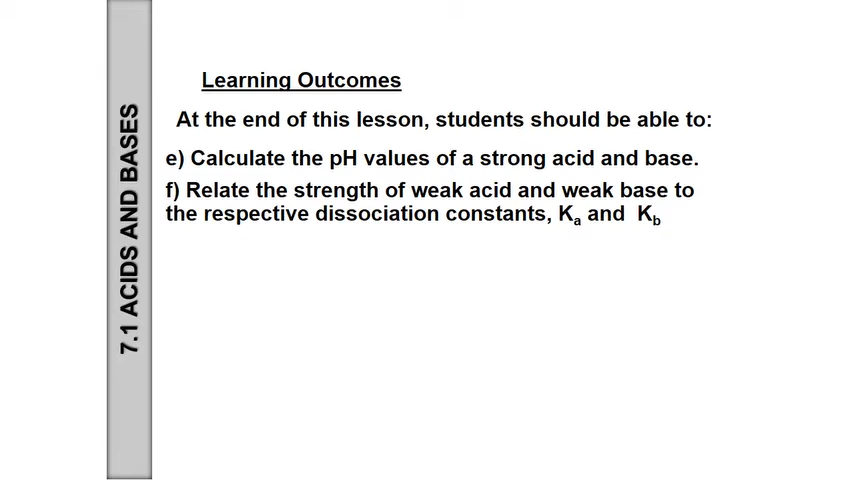 7.1 ACIDS AND BASES
Learning Outcomes
At the end of this lesson, students should be able to:
e) Calculate the pH values of a strong acid and base.
f) Relate the strength of weak acid and weak base to
the respective dissociation constants, Ka and Kb